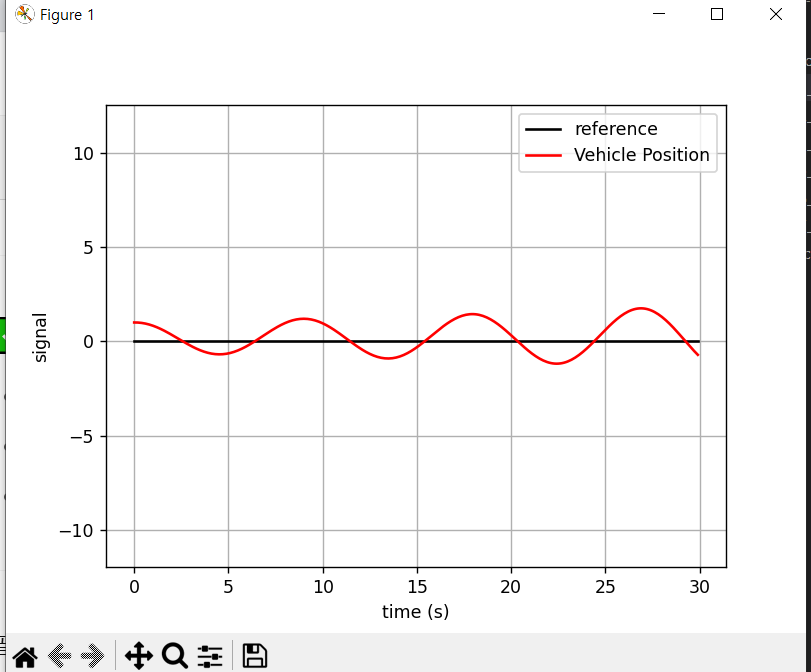 Figure 1
reference
Vehicle Position
10
5
0
−5
−10
signal
0 5 10 15 20 25 30
time (s)